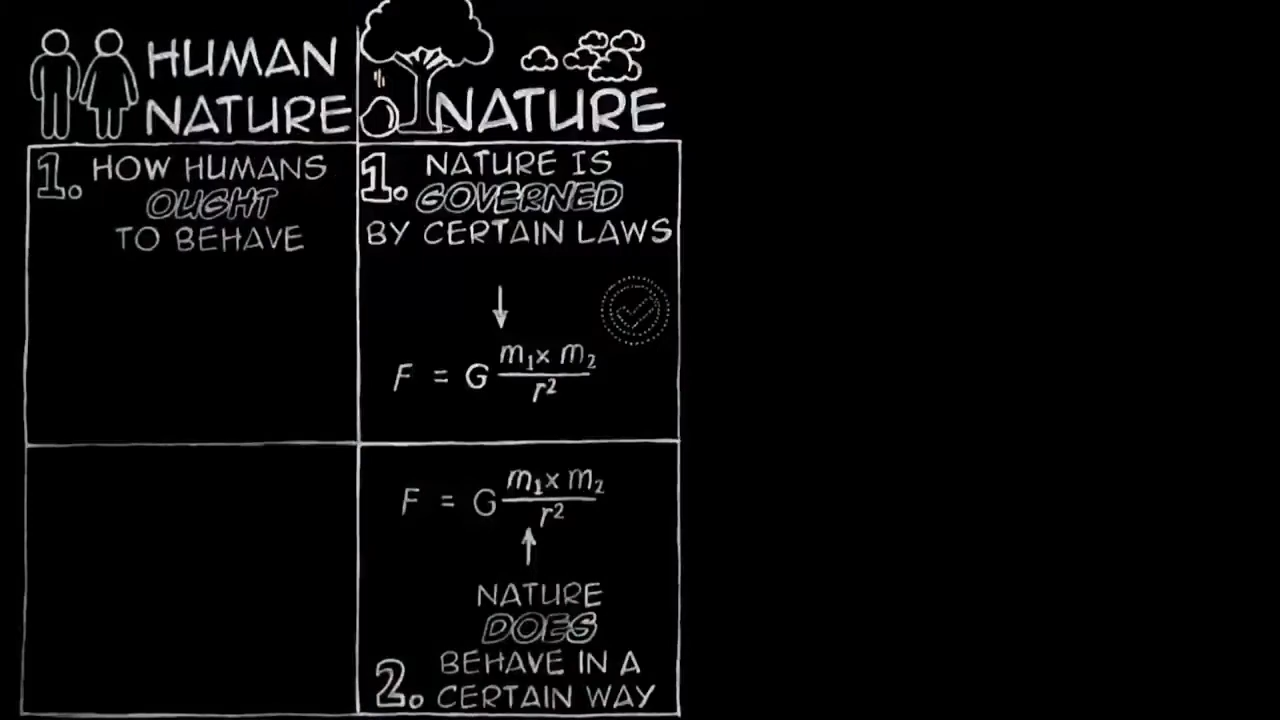 HUMAN
NATURE
NATURE
1. HOW HUMANS
OUGHT
TO BEHAVE
1. NATURE IS
GOVERNED
BY CERTAIN LAWS
F = G m₁ x m₂ / r²
F = G m₁ x m₂ / r²
NATURE
DOES
BEHAVE IN A
2. CERTAIN WAY